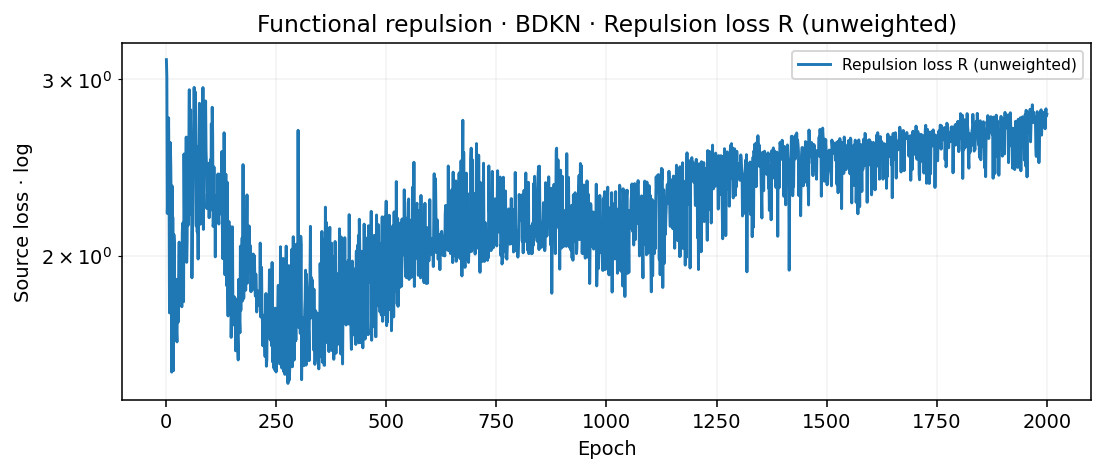 Functional repulsion · BDKN · Repulsion loss R (unweighted)
Repulsion loss R (unweighted)
3 × 10⁰
2 × 10⁰
Source loss · log
0 250 500 750 1000 1250 1500 1750 2000
Epoch